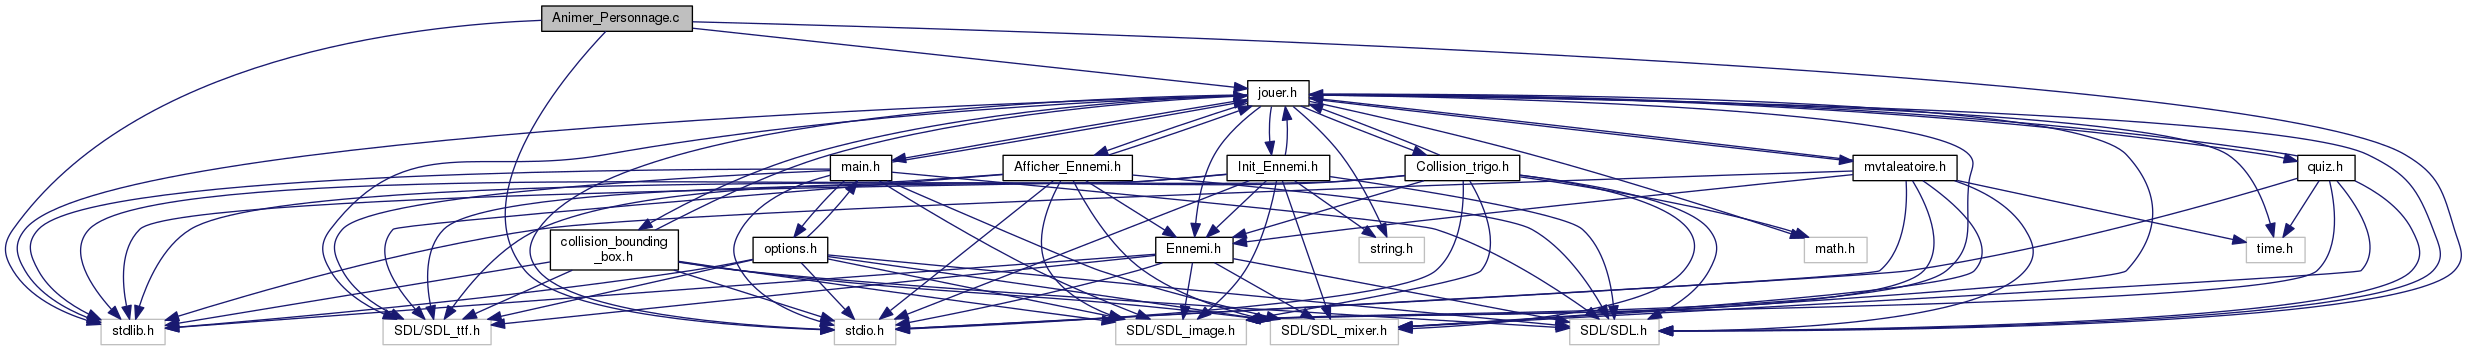 Animer_Personnage.c
jouer.h
main.h
Afficher_Ennemi.h
Init_Ennemi.h
Collision_trigo.h
mvtaleatoire.h
quiz.h
collision_bounding
_box.h
options.h
Ennemi.h
string.h
math.h
time.h
stdlib.h
SDL/SDL_ttf.h
stdio.h
SDL/SDL_image.h
SDL/SDL_mixer.h
SDL/SDL.h